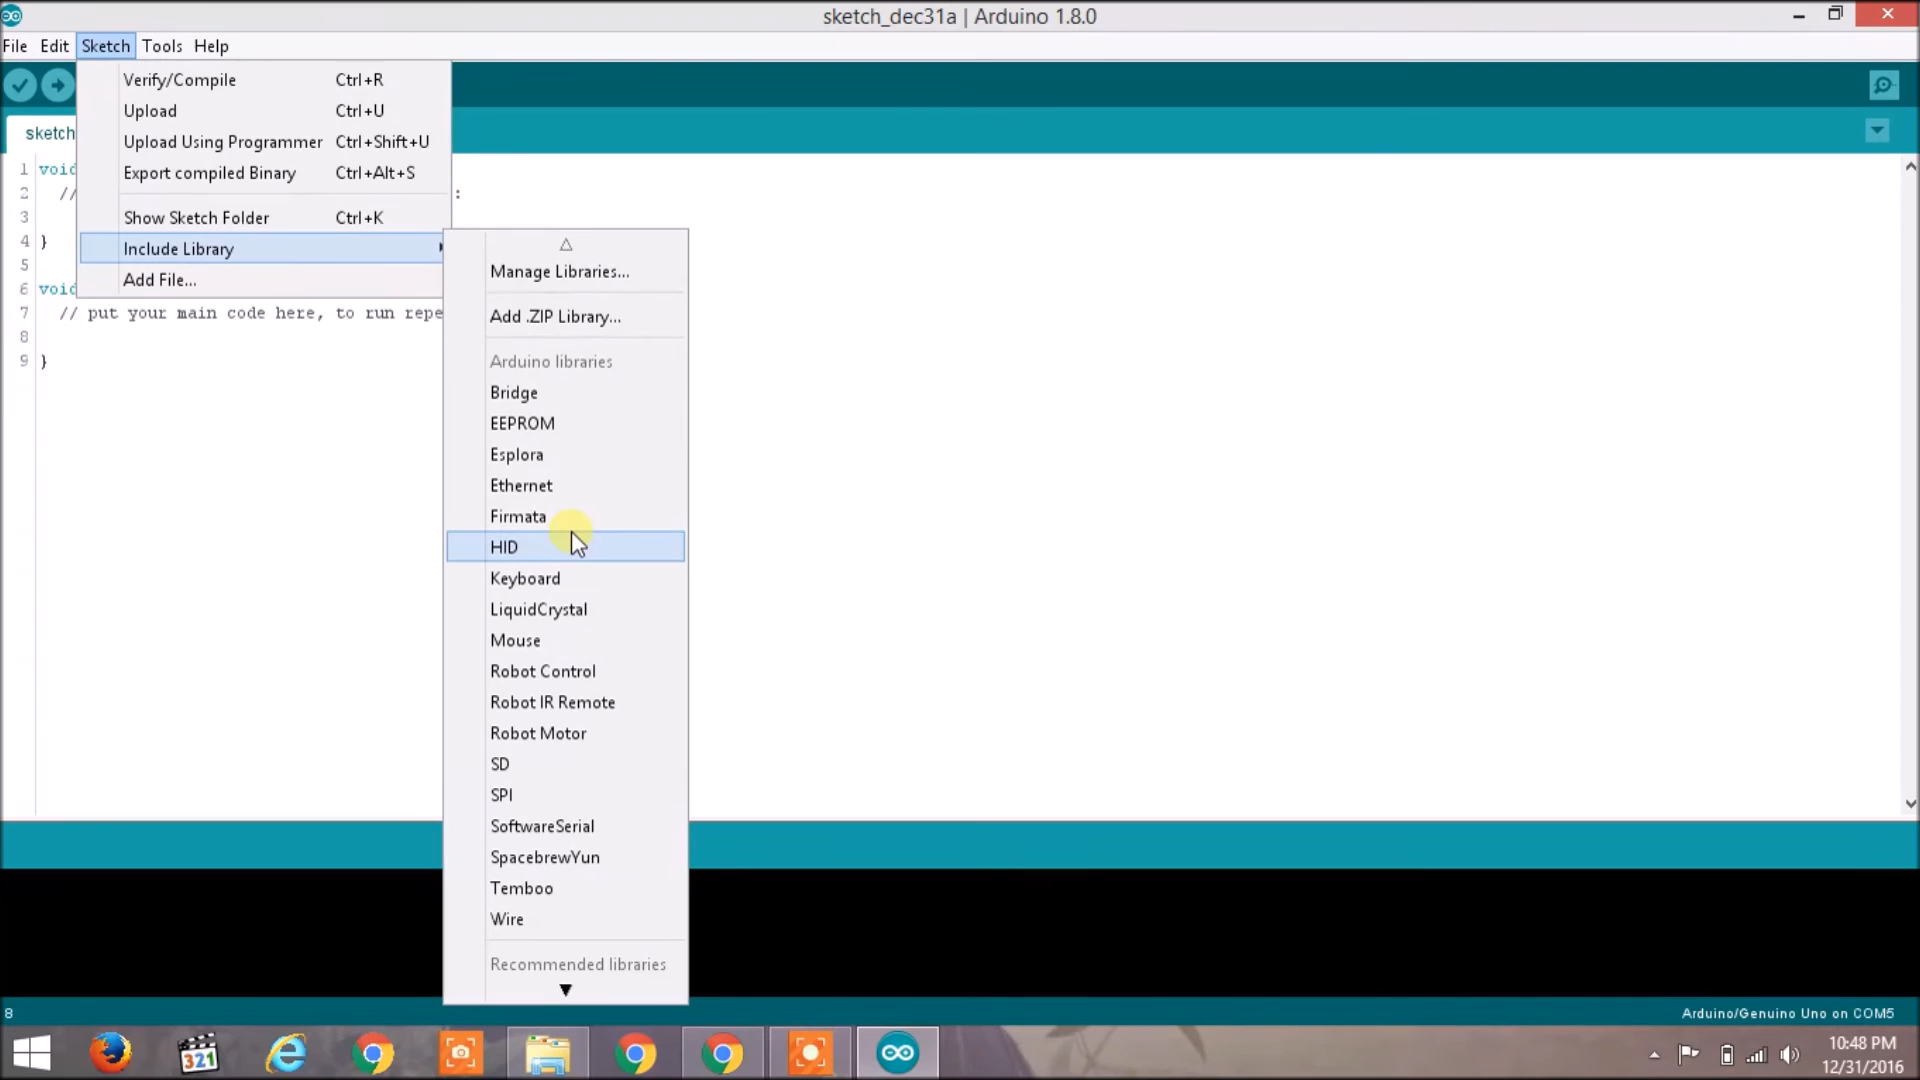 sketch_dec31a | Arduino 1.8.0
File Edit Sketch Tools Help
Verify/Compile Ctrl+R
Upload Ctrl+U
Upload Using Programmer Ctrl+Shift+U
Export compiled Binary Ctrl+Alt+S
Show Sketch Folder Ctrl+K
Include Library
Add File...
sketch
1 void
2 // :
3
4 }
5
6 void
7 // put your main code here, to run repe
8
9 }
Manage Libraries...
Add .ZIP Library...
Arduino libraries
Bridge
EEPROM
Esplora
Ethernet
Firmata
HID
Keyboard
LiquidCrystal
Mouse
Robot Control
Robot IR Remote
Robot Motor
SD
SPI
SoftwareSerial
SpacebrewYun
Temboo
Wire
Recommended libraries
8
Arduino/Genuino Uno on COM5
321
10:48 PM
12/31/2016